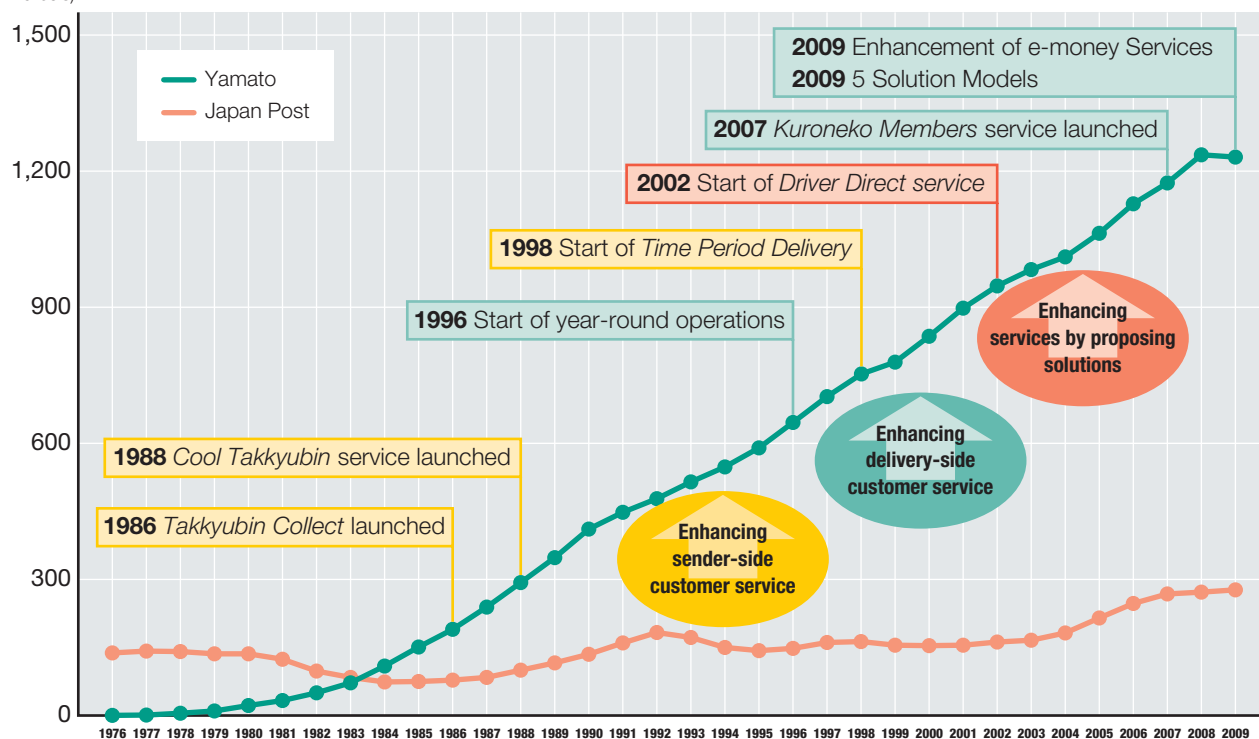 1,500
1,200
900
600
300
0
Yamato
Japan Post
2009 Enhancement of e-money Services
2009 5 Solution Models
2007 Kuroneko Members service launched
2002 Start of Driver Direct service
1998 Start of Time Period Delivery
1996 Start of year-round operations
1988 Cool Takkyubin service launched
1986 Takkyubin Collect launched
Enhancing
services by proposing
solutions
Enhancing
delivery-side
customer service
Enhancing
sender-side
customer service
1976 1977 1978 1979 1980 1981 1982 1983 1984 1985 1986 1987 1988 1989 1990 1991 1992 1993 1994 1995 1996 1997 1998 1999 2000 2001 2002 2003 2004 2005 2006 2007 2008 2009